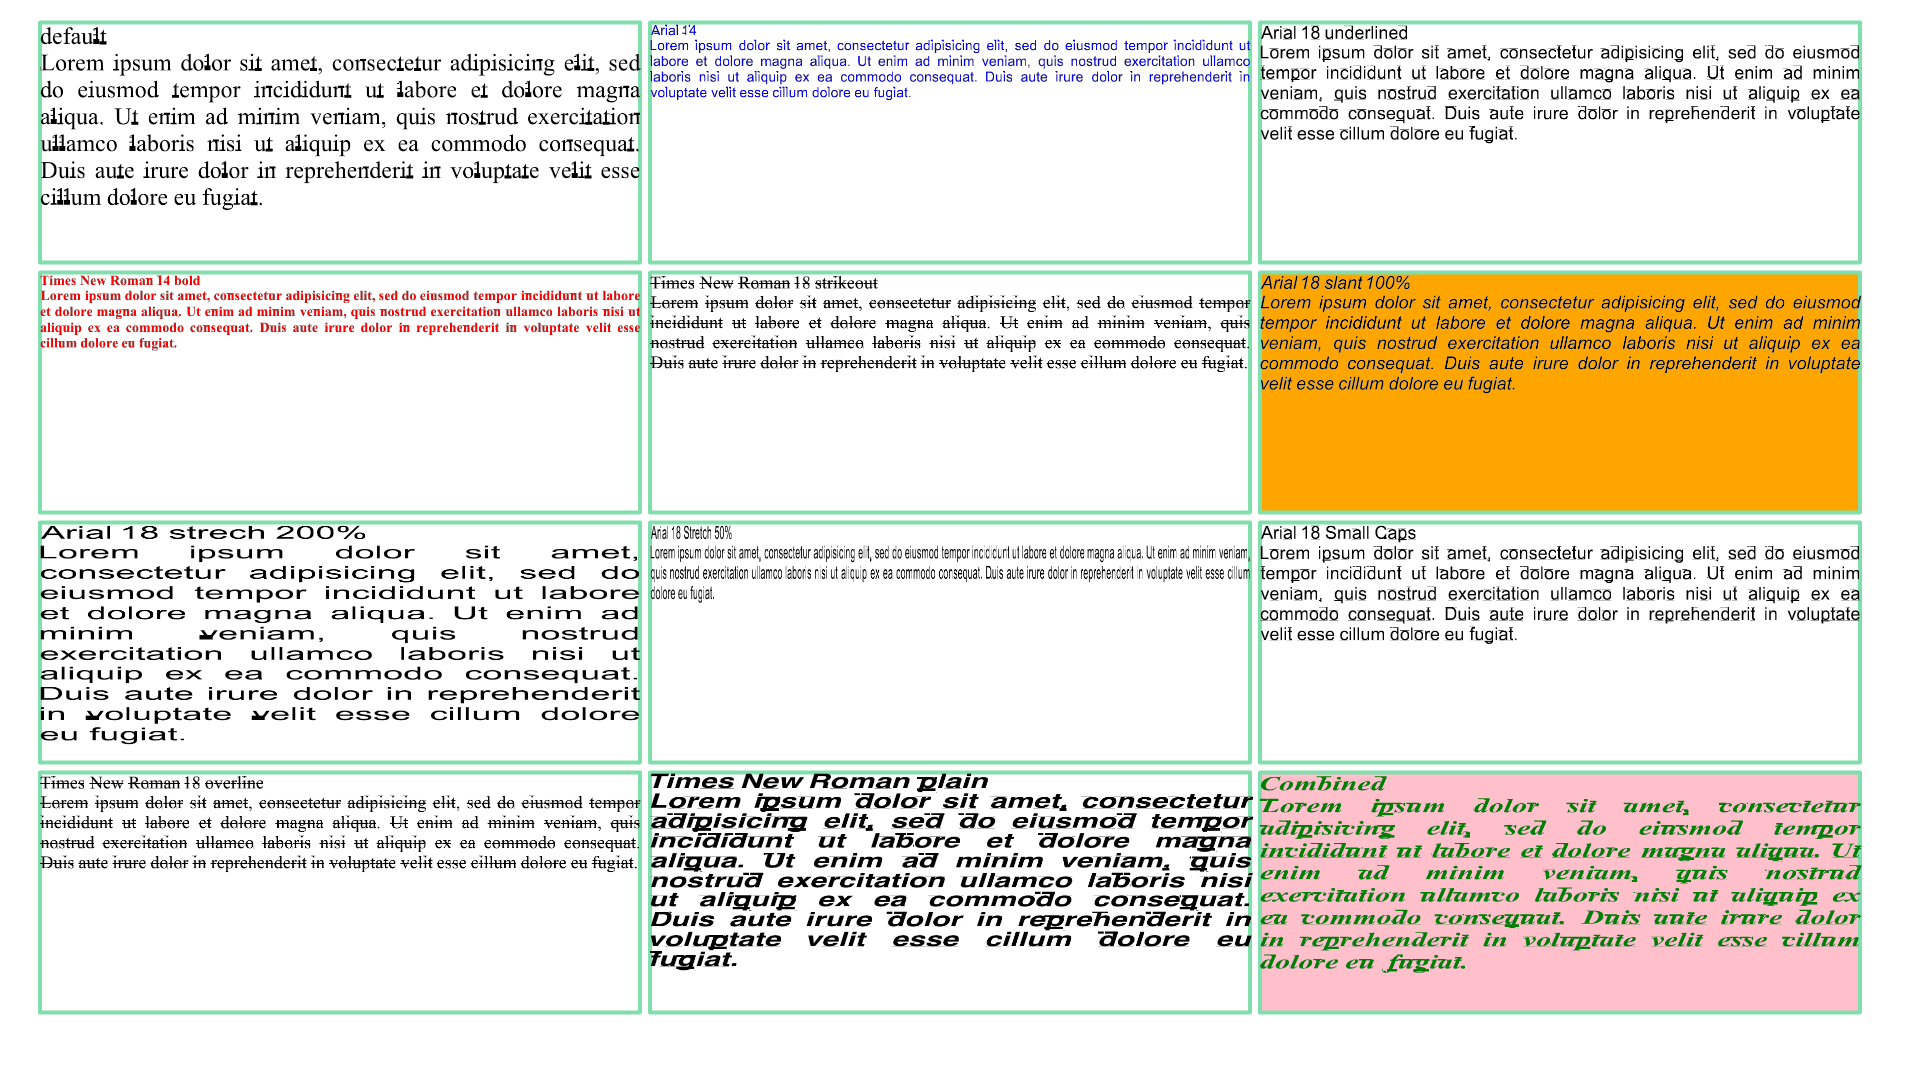 default
Lorem ipsum dolor sit amet, consectetur adipisicing elit, sed
do eiusmod tempor incididunt ut labore et dolore magna
aliqua. Ut enim ad minim veniam, quis nostrud exercitation
ullamco laboris nisi ut aliquip ex ea commodo consequat.
Duis aute irure dolor in reprehenderit in voluptate velit esse
cillum dolore eu fugiat.
Arial 14
Lorem ipsum dolor sit amet, consectetur adipisicing elit, sed do eiusmod tempor incididunt ut
labore et dolore magna aliqua. Ut enim ad minim veniam, quis nostrud exercitation ullamco
laboris nisi ut aliquip ex ea commodo consequat. Duis aute irure dolor in reprehenderit in
voluptate velit esse cillum dolore eu fugiat.
Arial 18 underlined
Lorem ipsum dolor sit amet, consectetur adipisicing elit, sed do eiusmod
tempor incididunt ut labore et dolore magna aliqua. Ut enim ad minim
veniam, quis nostrud exercitation ullamco laboris nisi ut aliquip ex ea
commodo consequat. Duis aute irure dolor in reprehenderit in voluptate
velit esse cillum dolore eu fugiat.
Times New Roman 14 bold
Lorem ipsum dolor sit amet, consectetur adipisicing elit, sed do eiusmod tempor incididunt ut labore
et dolore magna aliqua. Ut enim ad minim veniam, quis nostrud exercitation ullamco laboris nisi ut
aliquip ex ea commodo consequat. Duis aute irure dolor in reprehenderit in voluptate velit esse
cillum dolore eu fugiat.
Times New Roman 18 strikeout
Lorem ipsum dolor sit amet, consectetur adipisicing elit, sed do eiusmod tempor
incididunt ut labore et dolore magna aliqua. Ut enim ad minim veniam, quis
nostrud exercitation ullamco laboris nisi ut aliquip ex ea commodo consequat.
Duis aute irure dolor in reprehenderit in voluptate velit esse cillum dolore eu fugiat.
Arial 18 slant 100%
Lorem ipsum dolor sit amet, consectetur adipisicing elit, sed do eiusmod
tempor incididunt ut labore et dolore magna aliqua. Ut enim ad minim
veniam, quis nostrud exercitation ullamco laboris nisi ut aliquip ex ea
commodo consequat. Duis aute irure dolor in reprehenderit in voluptate
velit esse cillum dolore eu fugiat.
Arial 18 strech 200%
Lorem ipsum dolor sit amet,
consectetur adipisicing elit, sed do
eiusmod tempor incididunt ut labore
et dolore magna aliqua. Ut enim ad
minim veniam, quis nostrud
exercitation ullamco laboris nisi ut
aliquip ex ea commodo consequat.
Duis aute irure dolor in reprehenderit
in voluptate velit esse cillum dolore
eu fugiat.
Arial 18 Stretch 50%
Lorem ipsum dolor sit amet, consectetur adipisicing elit, sed do eiusmod tempor incididunt ut labore et dolore magna aliqua. Ut enim ad minim veniam,
quis nostrud exercitation ullamco laboris nisi ut aliquip ex ea commodo consequat. Duis aute irure dolor in reprehenderit in voluptate velit esse cillum
dolore eu fugiat.
Arial 18 Small Caps
Lorem ipsum dolor sit amet, consectetur adipisicing elit, sed do eiusmod
tempor incididunt ut labore et dolore magna aliqua. Ut enim ad minim
veniam, quis nostrud exercitation ullamco laboris nisi ut aliquip ex ea
commodo consequat. Duis aute irure dolor in reprehenderit in voluptate
velit esse cillum dolore eu fugiat.
Times New Roman 18 overline
Lorem ipsum dolor sit amet, consectetur adipisicing elit, sed do eiusmod tempor
incididunt ut labore et dolore magna aliqua. Ut enim ad minim veniam, quis
nostrud exercitation ullamco laboris nisi ut aliquip ex ea commodo consequat.
Duis aute irure dolor in reprehenderit in voluptate velit esse cillum dolore eu fugiat.
Times New Roman plain
Lorem ipsum dolor sit amet, consectetur
adipisicing elit, sed do eiusmod tempor
incididunt ut labore et dolore magna
aliqua. Ut enim ad minim veniam, quis
nostrud exercitation ullamco laboris nisi
ut aliquip ex ea commodo consequat.
Duis aute irure dolor in reprehenderit in
voluptate velit esse cillum dolore eu
fugiat.
Combined
Lorem ipsum dolor sit amet, consectetur
adipisicing elit, sed do eiusmod tempor
incididunt ut labore et dolore magna aliqua. Ut
enim ad minim veniam, quis nostrud
exercitation ullamco laboris nisi ut aliquip ex
ea commodo consequat. Duis aute irure dolor
in reprehenderit in voluptate velit esse cillum
dolore eu fugiat.